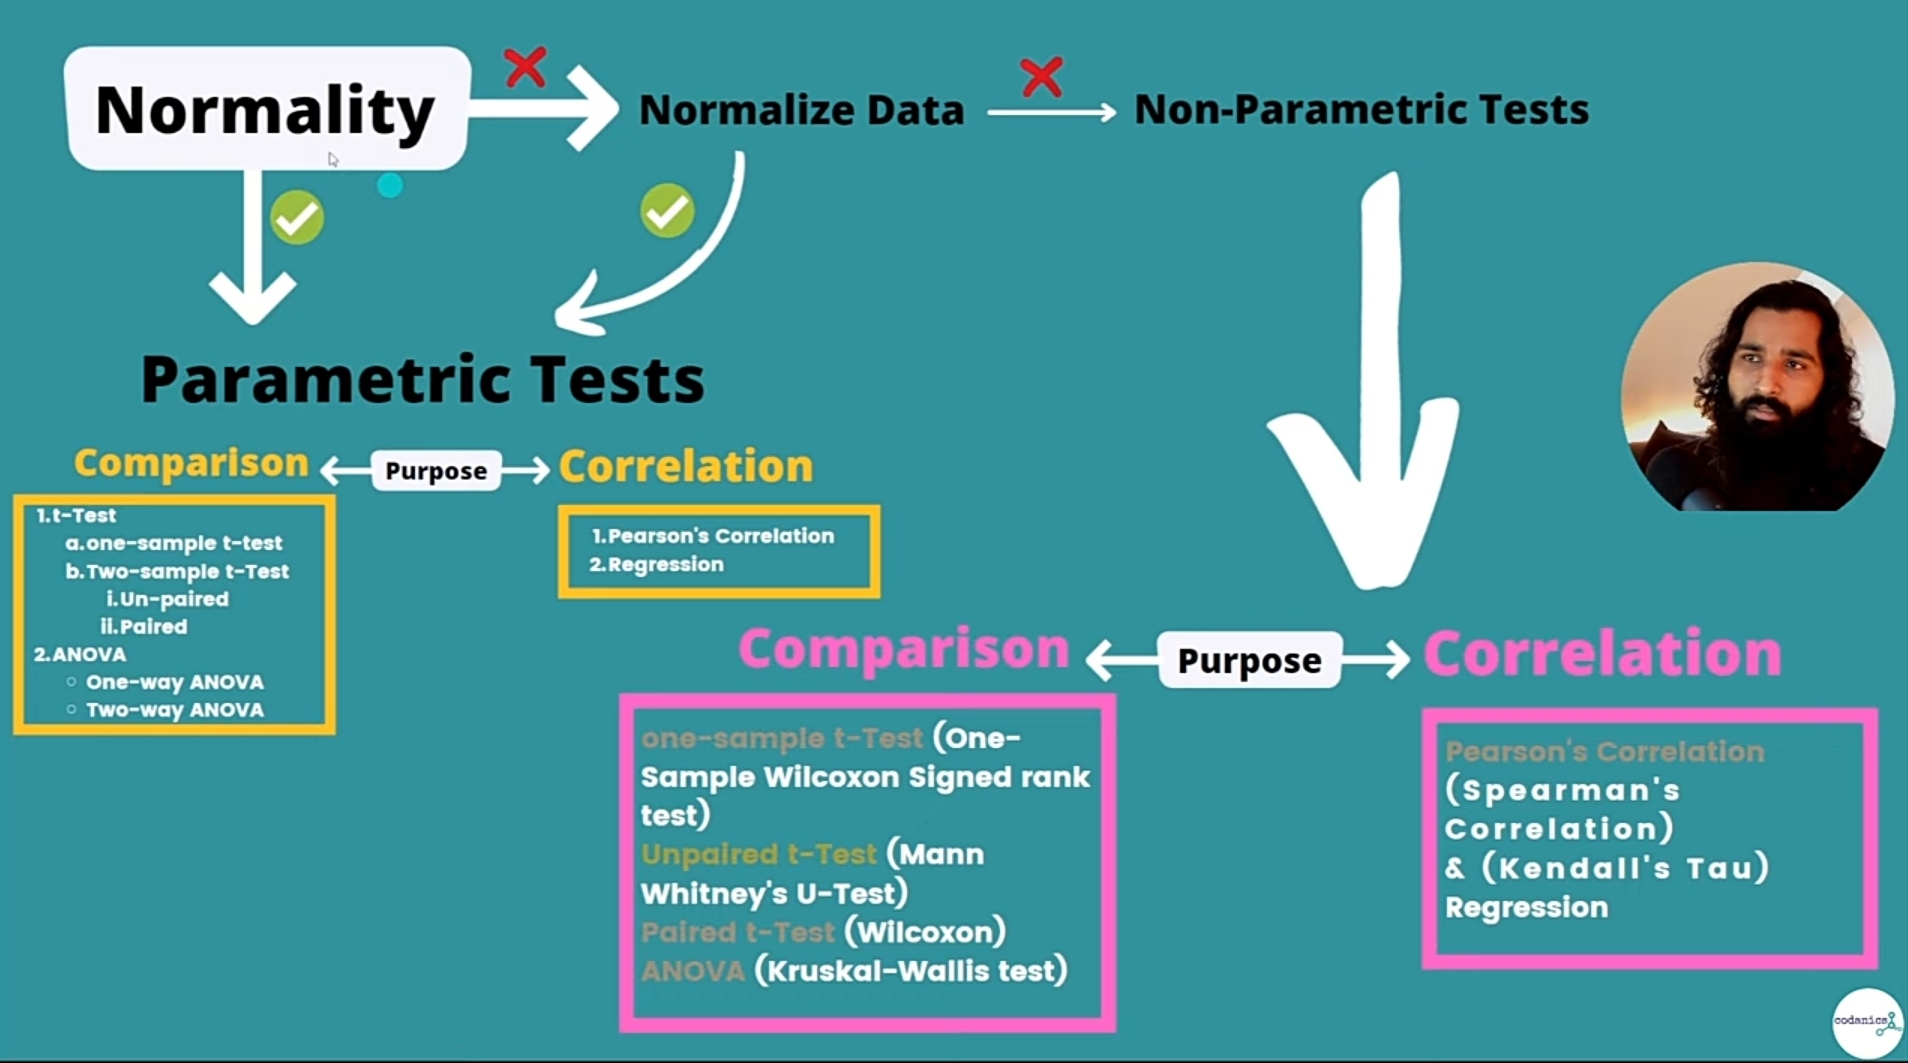 Normality
Normalize Data
Non-Parametric Tests
Parametric Tests
Comparison
Purpose
Correlation
1.t-Test
a.one-sample t-test
b.Two-sample t-Test
i.Un-paired
ii.Paired
2.ANOVA
One-way ANOVA
Two-way ANOVA
1.Pearson's Correlation
2.Regression
Comparison
Purpose
Correlation
one-sample t-Test (One-
Sample Wilcoxon Signed rank
test)
Unpaired t-Test (Mann
Whitney's U-Test)
Paired t-Test (Wilcoxon)
ANOVA (Kruskal-Wallis test)
Pearson's Correlation
(Spearman's
Correlation)
& (Kendall's Tau)
Regression
codanics